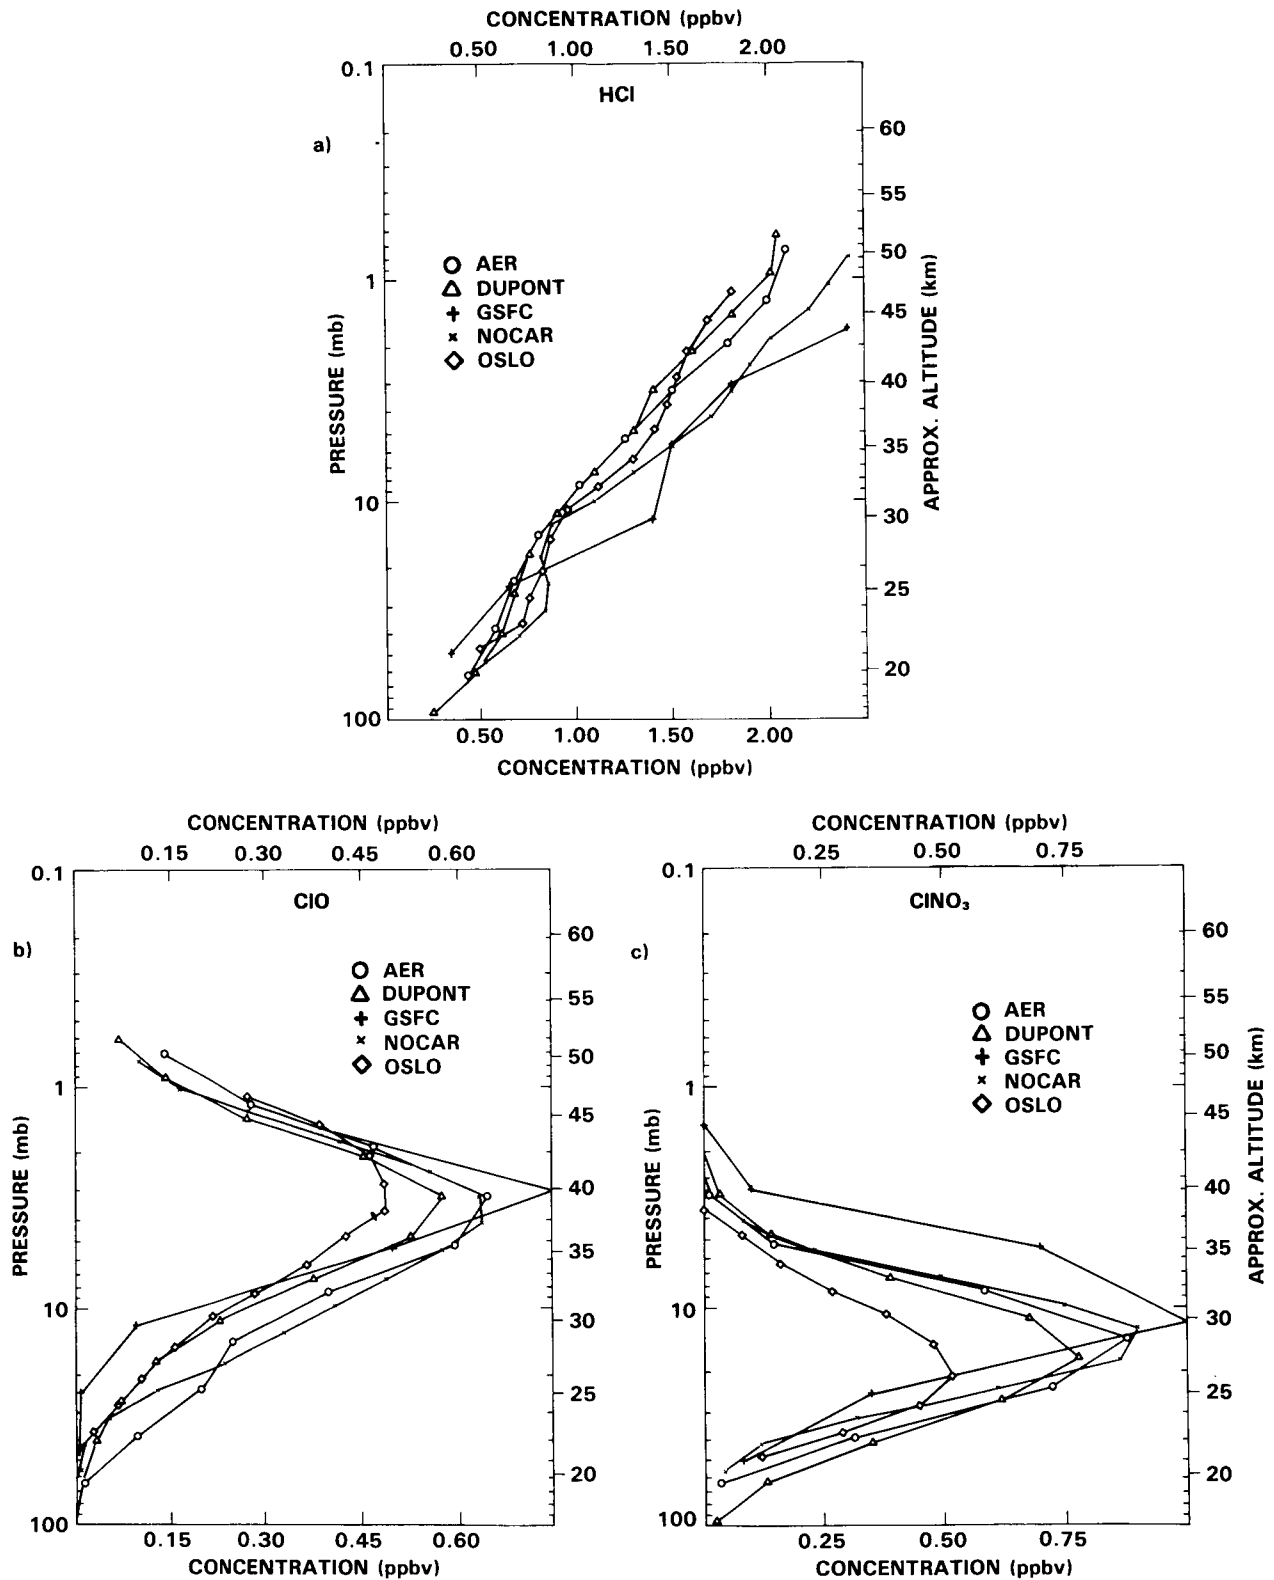 CONCENTRATION (ppbv)
0.50 1.00 1.50 2.00
0.1
HCl
a)
60
55
50
45
40
35
30
25
20
AER
DUPONT
GSFC
NOCAR
OSLO
1
10
100
PRESSURE (mb)
APPROX. ALTITUDE (km)
0.50 1.00 1.50 2.00
CONCENTRATION (ppbv)
CONCENTRATION (ppbv)
0.15 0.30 0.45 0.60
0.1
ClO
b)
60
55
50
45
40
35
30
25
20
AER
DUPONT
GSFC
NOCAR
OSLO
1
10
100
PRESSURE (mb)
0.15 0.30 0.45 0.60
CONCENTRATION (ppbv)
CONCENTRATION (ppbv)
0.25 0.50 0.75
0.1
ClNO₃
c)
60
55
50
45
40
35
30
25
20
AER
DUPONT
GSFC
NOCAR
OSLO
1
10
100
PRESSURE (mb)
APPROX. ALTITUDE (km)
0.25 0.50 0.75
CONCENTRATION (ppbv)